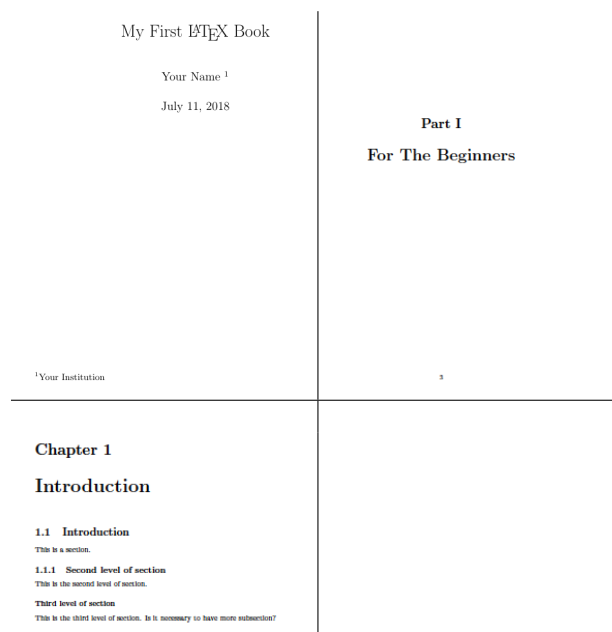 My First LATEX Book
Your Name 1
July 11, 2018
1Your Institution
Part I
For The Beginners
3
Chapter 1
Introduction
1.1 Introduction
This is a section.
1.1.1 Second level of section
This is the second level of section.
Third level of section
This is the third level of section. Is it necessary to have more subsection?